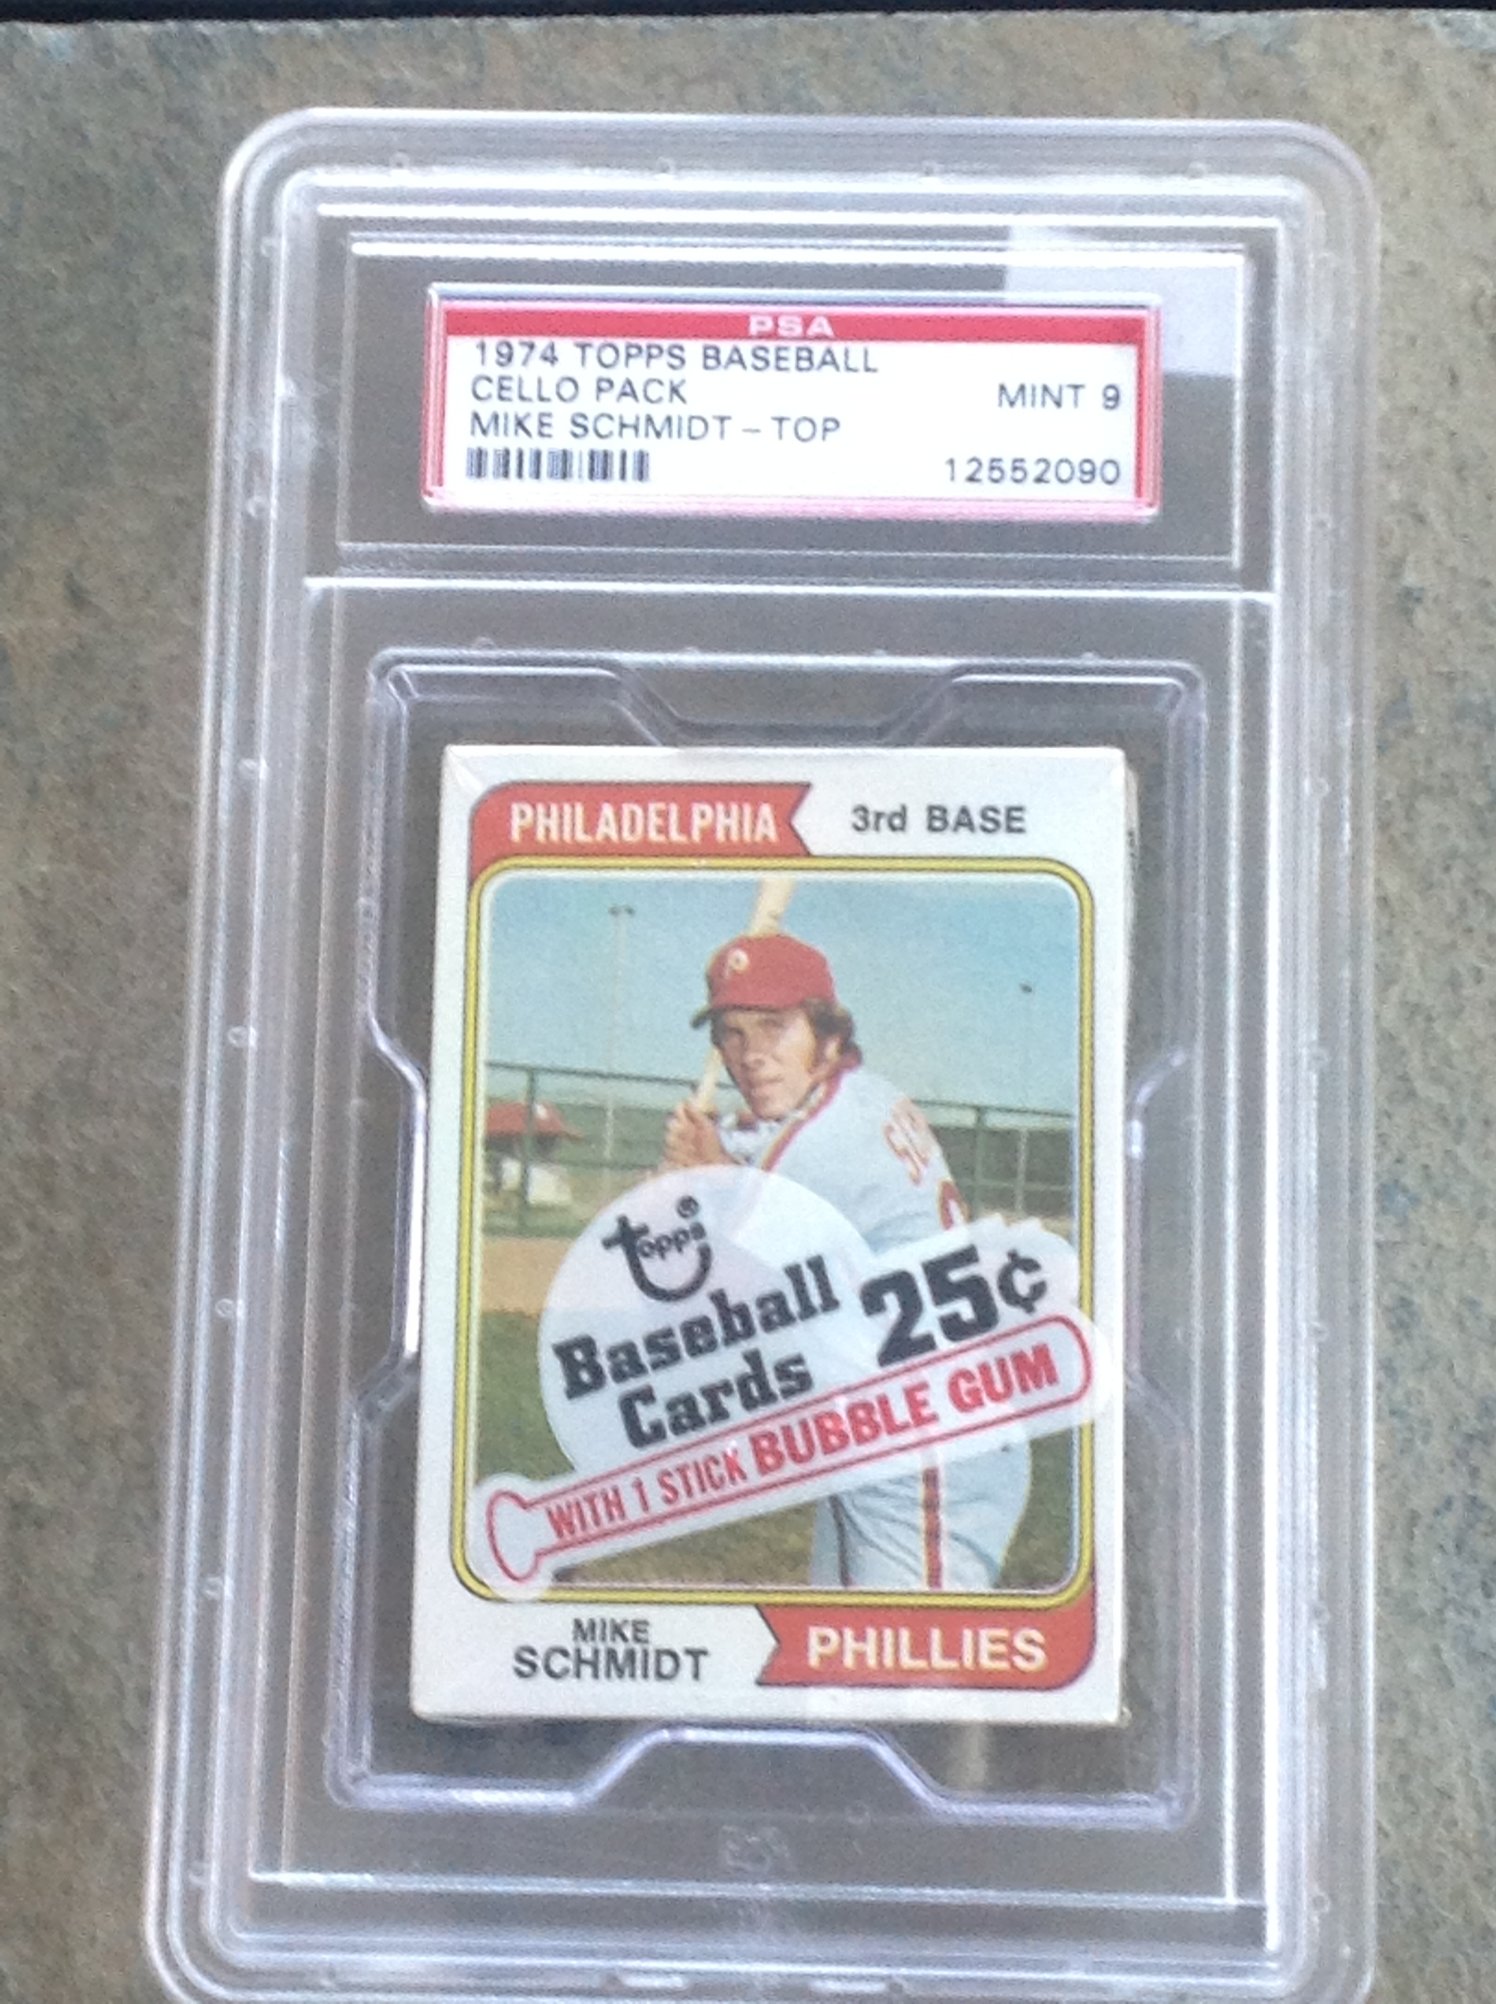 PSA
1974 TOPPS BASEBALL
CELLO PACK
MINT 9
MIKE SCHMIDT - TOP
12552090
PHILADELPHIA
3rd BASE
P
topps®
Baseball
Cards
25¢
WITH 1 STICK BUBBLE GUM
MIKE
SCHMIDT
PHILLIES